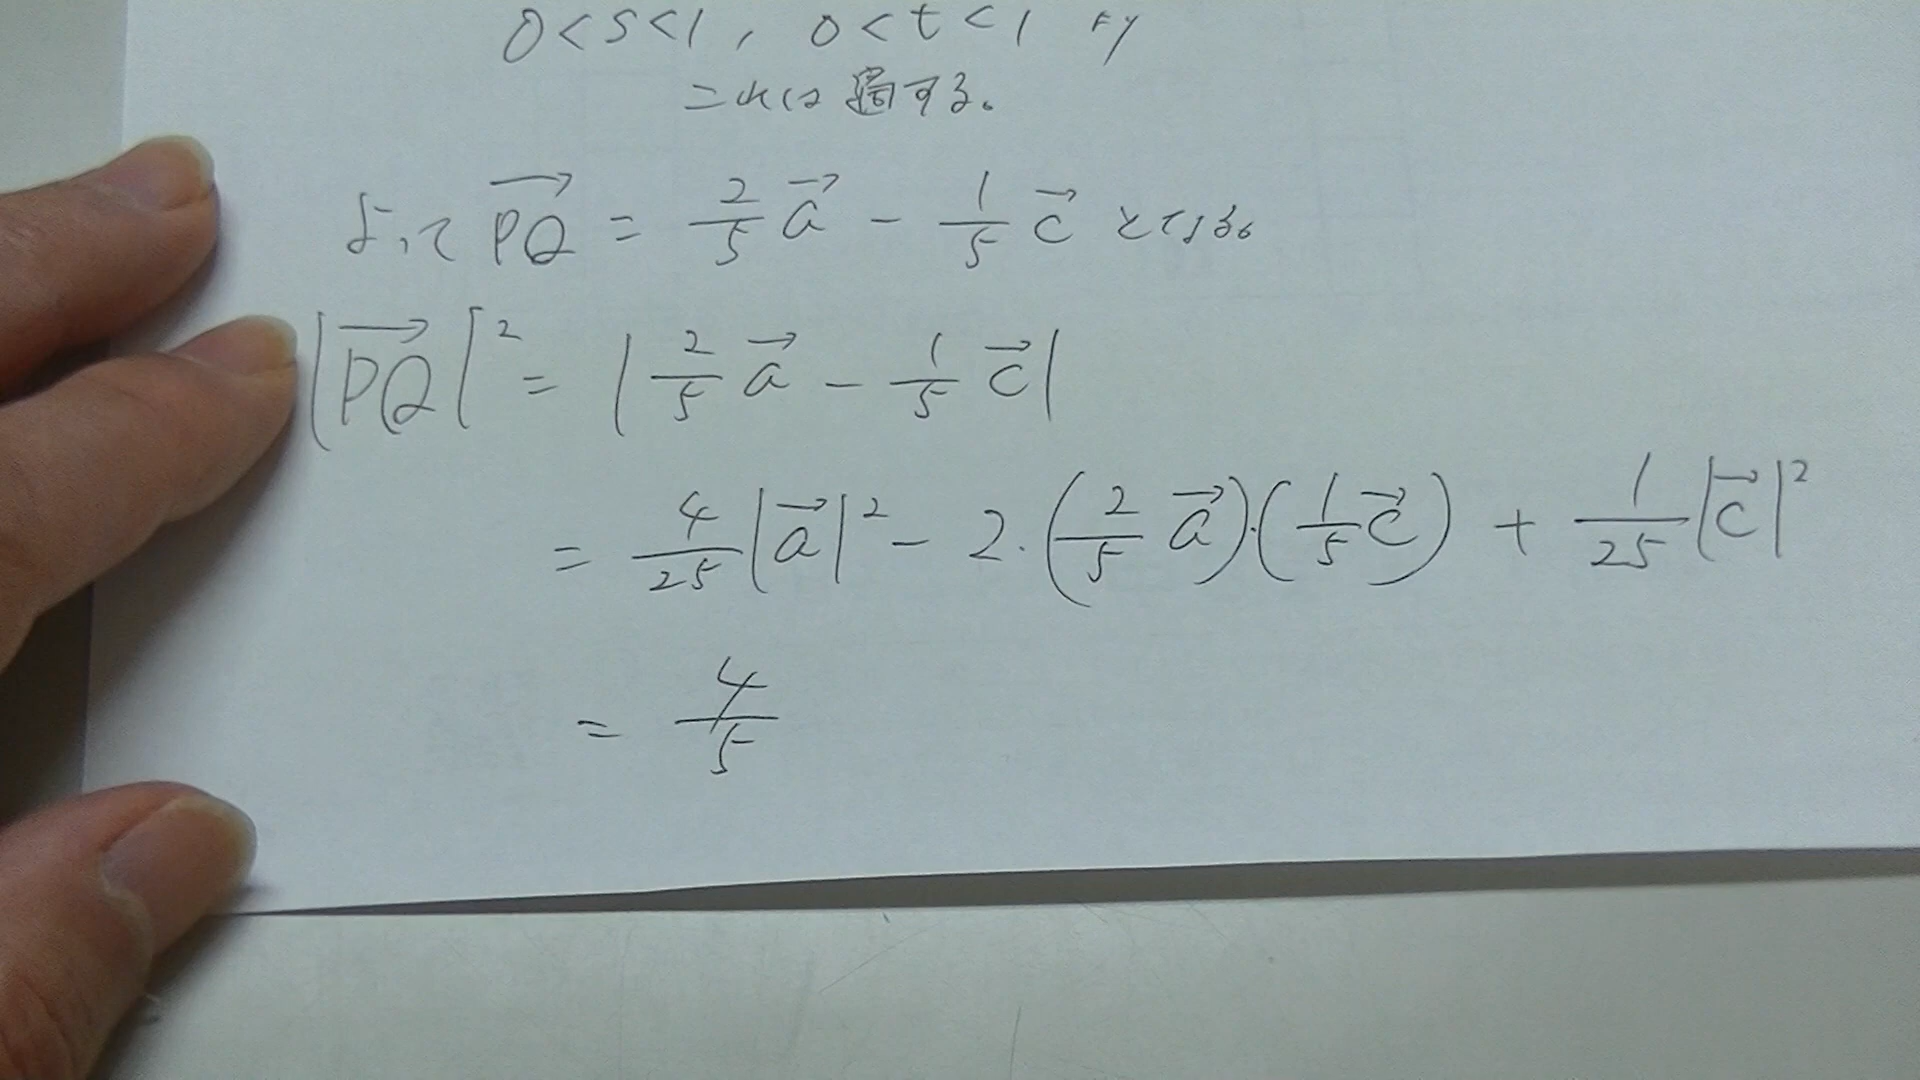 0<s<1, 0<t<1 より
これは適する。
よって $\overrightarrow{PQ} = \frac{2}{5}\vec{a} - \frac{1}{5}\vec{c}$ となる。
$|\overrightarrow{PQ}|^2 = |\frac{2}{5}\vec{a} - \frac{1}{5}\vec{c}|$
$= \frac{4}{25}|\vec{a}|^2 - 2 \cdot (\frac{2}{5}\vec{a}) \cdot (\frac{1}{5}\vec{c}) + \frac{1}{25}|\vec{c}|^2$
$= \frac{4}{5}$